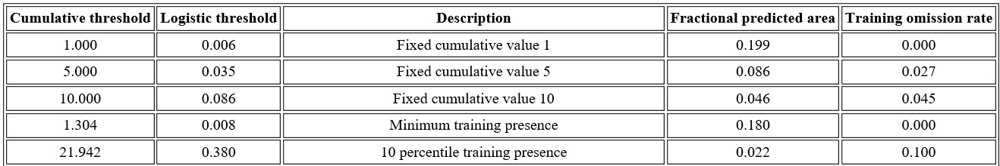 Cumulative threshold Logistic threshold Description Fractional predicted area Training omission rate
1.000 0.006 Fixed cumulative value 1 0.199 0.000
5.000 0.035 Fixed cumulative value 5 0.086 0.027
10.000 0.086 Fixed cumulative value 10 0.046 0.045
1.304 0.008 Minimum training presence 0.180 0.000
21.942 0.380 10 percentile training presence 0.022 0.100